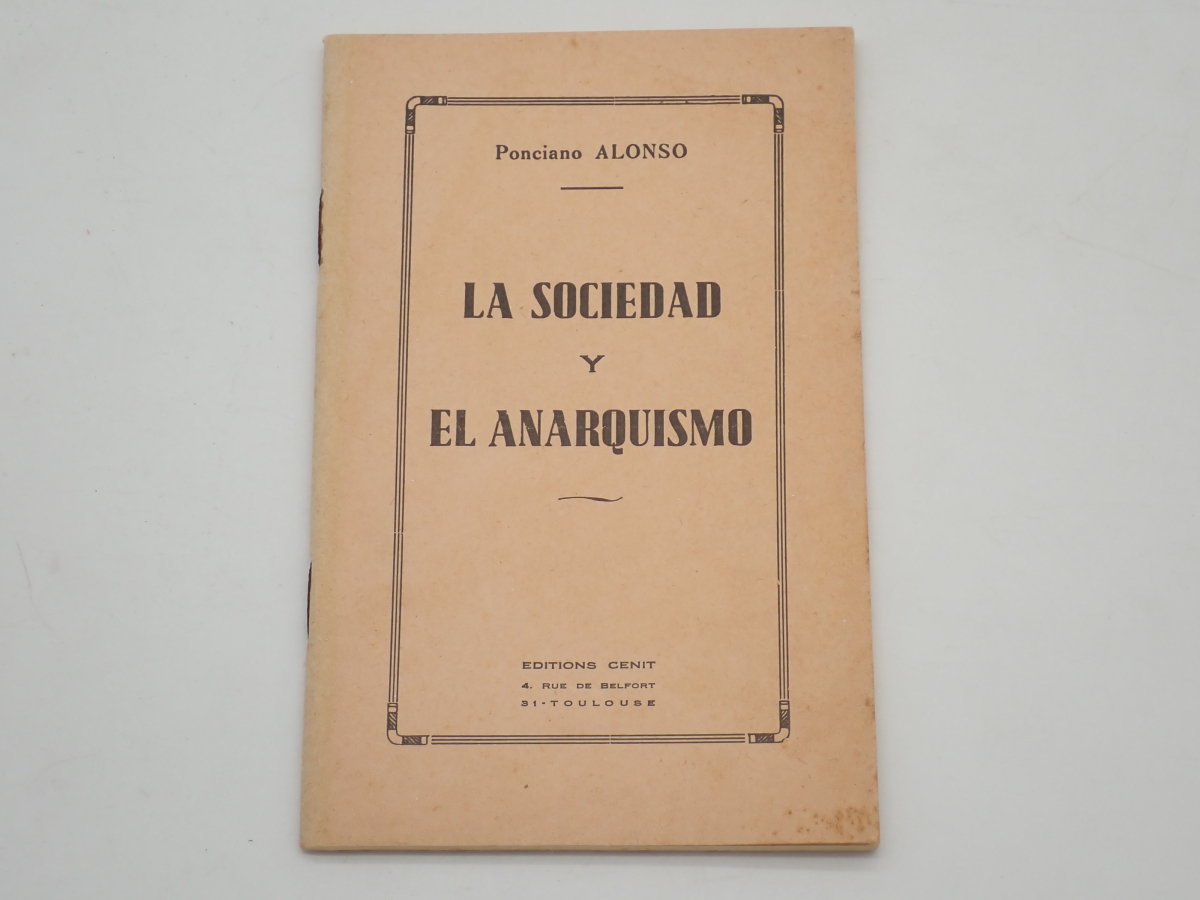 Ponciano ALONSO
LA SOCIEDAD
Y
EL ANARQUISMO
EDITIONS CENIT
4. RUE DE BELFORT
31-TOULOUSE